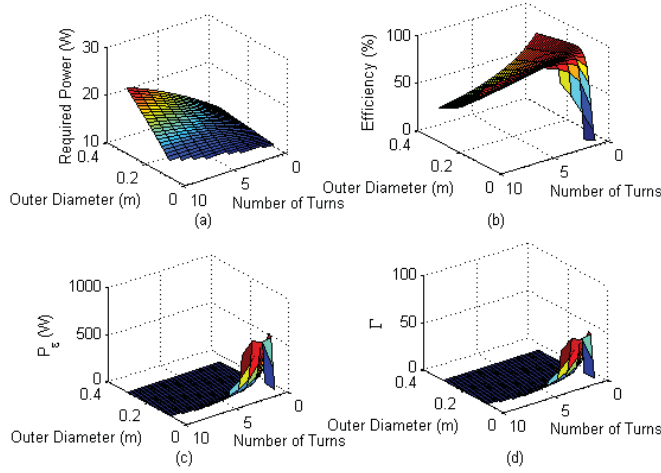 30
20
10
Required Power (W)
0.4
0.2
0
Outer Diameter (m)
10
5
0
Number of Turns
(a)
100
50
0
Efficiency (%)
0.4
0.2
0
Outer Diameter (m)
10
5
0
Number of Turns
(b)
1000
500
0
Pε (W)
0.4
0.2
0
Outer Diameter (m)
10
5
0
Number of Turns
(c)
100
50
0
Γ
0.4
0.2
0
Outer Diameter (m)
10
5
0
Number of Turns
(d)